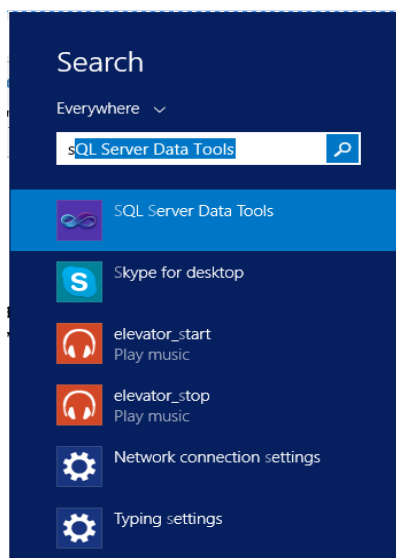 Search
Everywhere
sQL Server Data Tools
SQL Server Data Tools
Skype for desktop
elevator_start
Play music
elevator_stop
Play music
Network connection settings
Typing settings